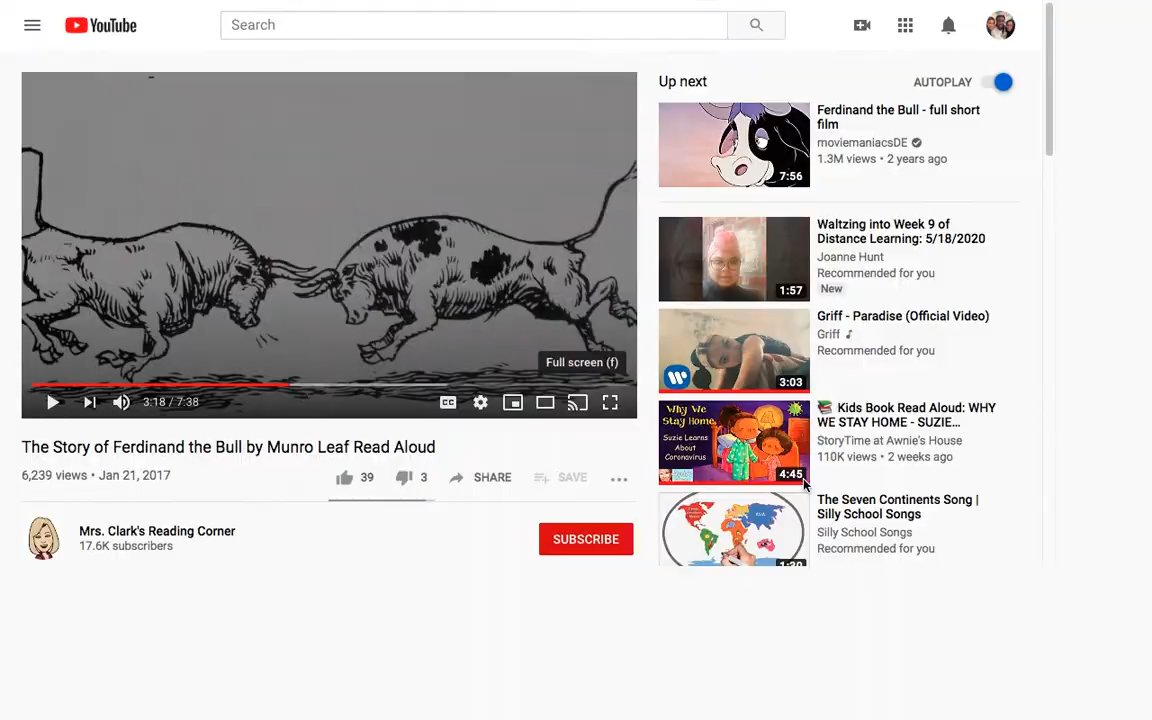 YouTube
Search
Full screen (f)
CC
3:18 / 7:38
The Story of Ferdinand the Bull by Munro Leaf Read Aloud
6,239 views • Jan 21, 2017
39
3
SHARE
SAVE
Mrs. Clark's Reading Corner
17.6K subscribers
SUBSCRIBE
Up next
AUTOPLAY
7:56
Ferdinand the Bull - full short
film
moviemaniacsDE
1.3M views • 2 years ago
1:57
Waltzing into Week 9 of
Distance Learning: 5/18/2020
Joanne Hunt
Recommended for you
New
3:03
Griff - Paradise (Official Video)
Griff
Recommended for you
Why We
Stay Home
Suzie Learns
About
Coronavirus
4:45
📚 Kids Book Read Aloud: WHY
WE STAY HOME - SUZIE...
StoryTime at Awnie's House
110K views • 2 weeks ago
The Seven Continents Song |
Silly School Songs
Silly School Songs
Recommended for you